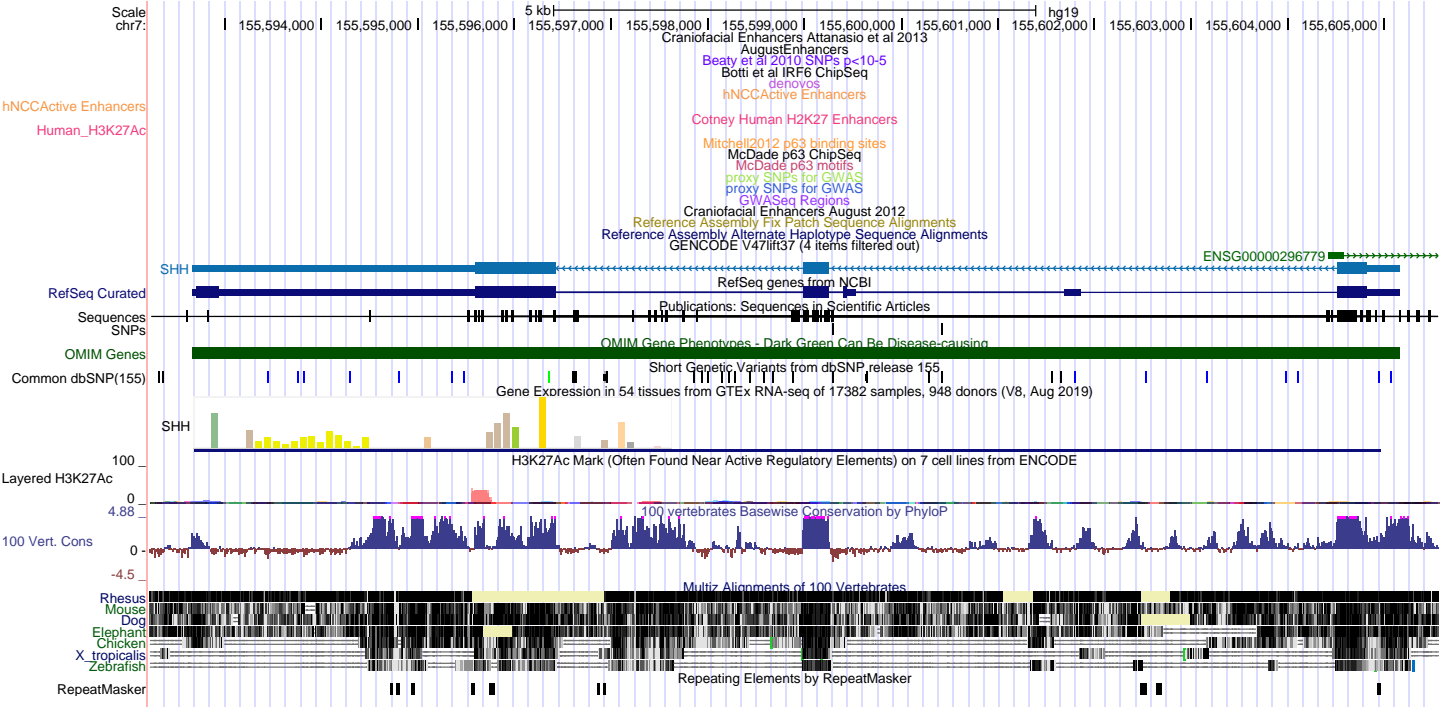 Scale 5 kb hg19
chr7: 155,594,000 155,595,000 155,596,000 155,597,000 155,598,000 155,599,000 155,600,000 155,601,000 155,602,000 155,603,000 155,604,000 155,605,000
Craniofacial Enhancers Attanasio et al 2013
AugustEnhancers
Beaty et al 2010 SNPs p<10-5
Botti et al IRF6 ChipSeq
denovos
hNCCActive Enhancers
hNCCActive Enhancers
Cotney Human H2K27 Enhancers
Human_H3K27Ac
Mitchell2012 p63 binding sites
McDade p63 ChipSeq
McDade p63 motifs
proxy SNPs for GWAS
proxy SNPs for GWAS
GWASeq Regions
Craniofacial Enhancers August 2012
Reference Assembly Fix Patch Sequence Alignments
Reference Assembly Alternate Haplotype Sequence Alignments
GENCODE V47lift37 (4 items filtered out)
ENSG00000296779
SHH
RefSeq genes from NCBI
RefSeq Curated
Publications: Sequences in Scientific Articles
Sequences
SNPs
OMIM Gene Phenotypes - Dark Green Can Be Disease-causing
OMIM Genes
Short Genetic Variants from dbSNP release 155
Common dbSNP(155)
Gene Expression in 54 tissues from GTEx RNA-seq of 17382 samples, 948 donors (V8, Aug 2019)
SHH
H3K27Ac Mark (Often Found Near Active Regulatory Elements) on 7 cell lines from ENCODE
100 _
Layered H3K27Ac
0 _
100 vertebrates Basewise Conservation by PhyloP
4.88 _
100 Vert. Cons
0 -
-4.5 _
Multiz Alignments of 100 Vertebrates
Rhesus
Mouse
Dog
Elephant
Chicken
X_tropicalis
Zebrafish
Repeating Elements by RepeatMasker
RepeatMasker